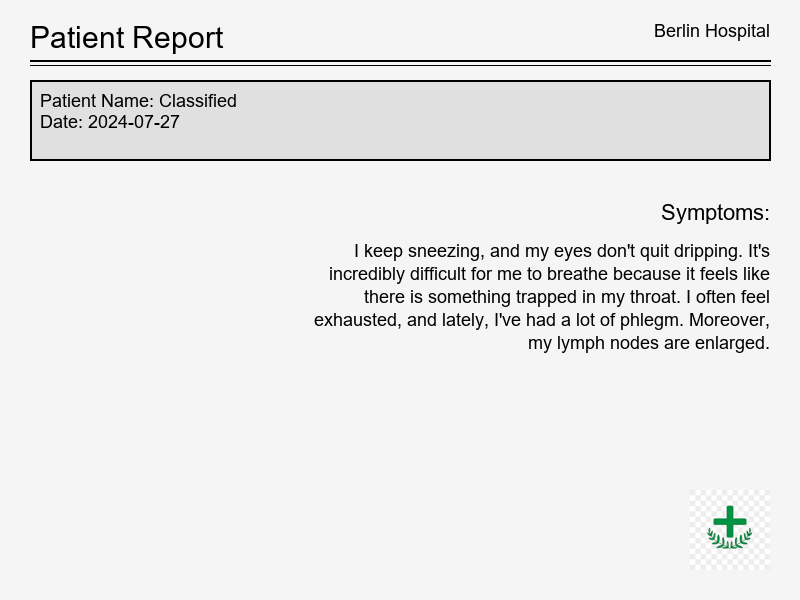 Patient Report
Berlin Hospital
Patient Name: Classified
Date: 2024-07-27
Symptoms:
I keep sneezing, and my eyes don't quit dripping. It's
incredibly difficult for me to breathe because it feels like
there is something trapped in my throat. I often feel
exhausted, and lately, I've had a lot of phlegm. Moreover,
my lymph nodes are enlarged.